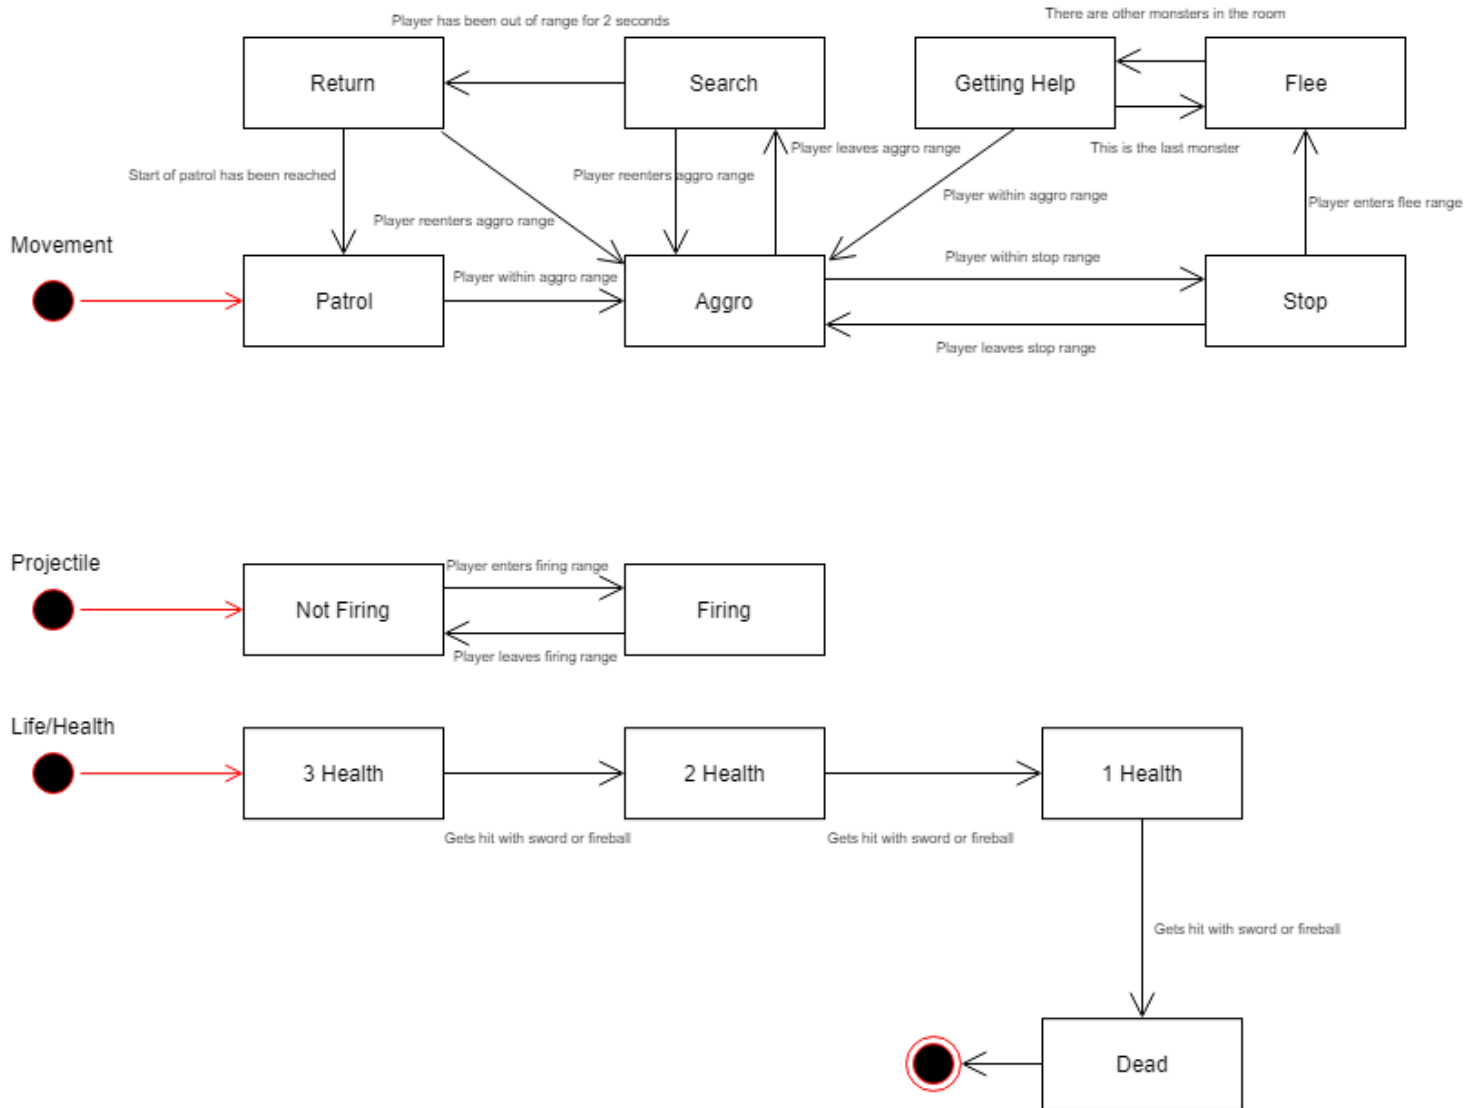 Player has been out of range for 2 seconds
There are other monsters in the room
Return
Search
Getting Help
Flee
Player leaves aggro range
This is the last monster
Start of patrol has been reached
Player reenters aggro range
Player within aggro range
Player enters flee range
Player reenters aggro range
Movement
Player within stop range
Player within aggro range
Patrol
Aggro
Stop
Player leaves stop range
Projectile
Player enters firing range
Not Firing
Firing
Player leaves firing range
Life/Health
3 Health
2 Health
1 Health
Gets hit with sword or fireball
Gets hit with sword or fireball
Gets hit with sword or fireball
Dead